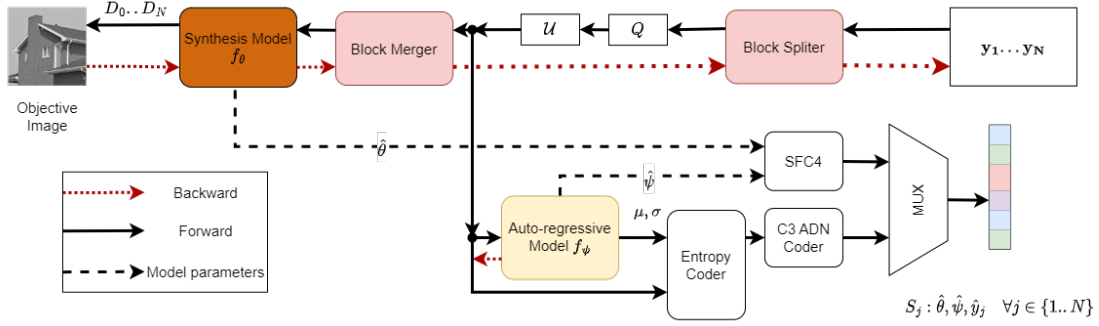 D₀..D_N
Synthesis Model
f_θ
Block Merger
𝒰
Q
Block Spliter
y₁...y_N
Objective
Image
θ̂
ψ̂
SFC4
MUX
Backward
Forward
Model parameters
Auto-regressive
Model f_ψ
μ, σ
Entropy
Coder
C3 ADN
Coder
S_j : θ̂, ψ̂, ŷ_j ∀j ∈ {1..N}